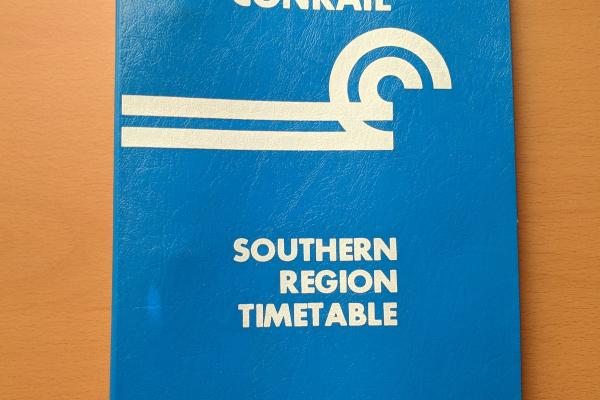 CONRAIL
SOUTHERN
REGION
TIMETABLE